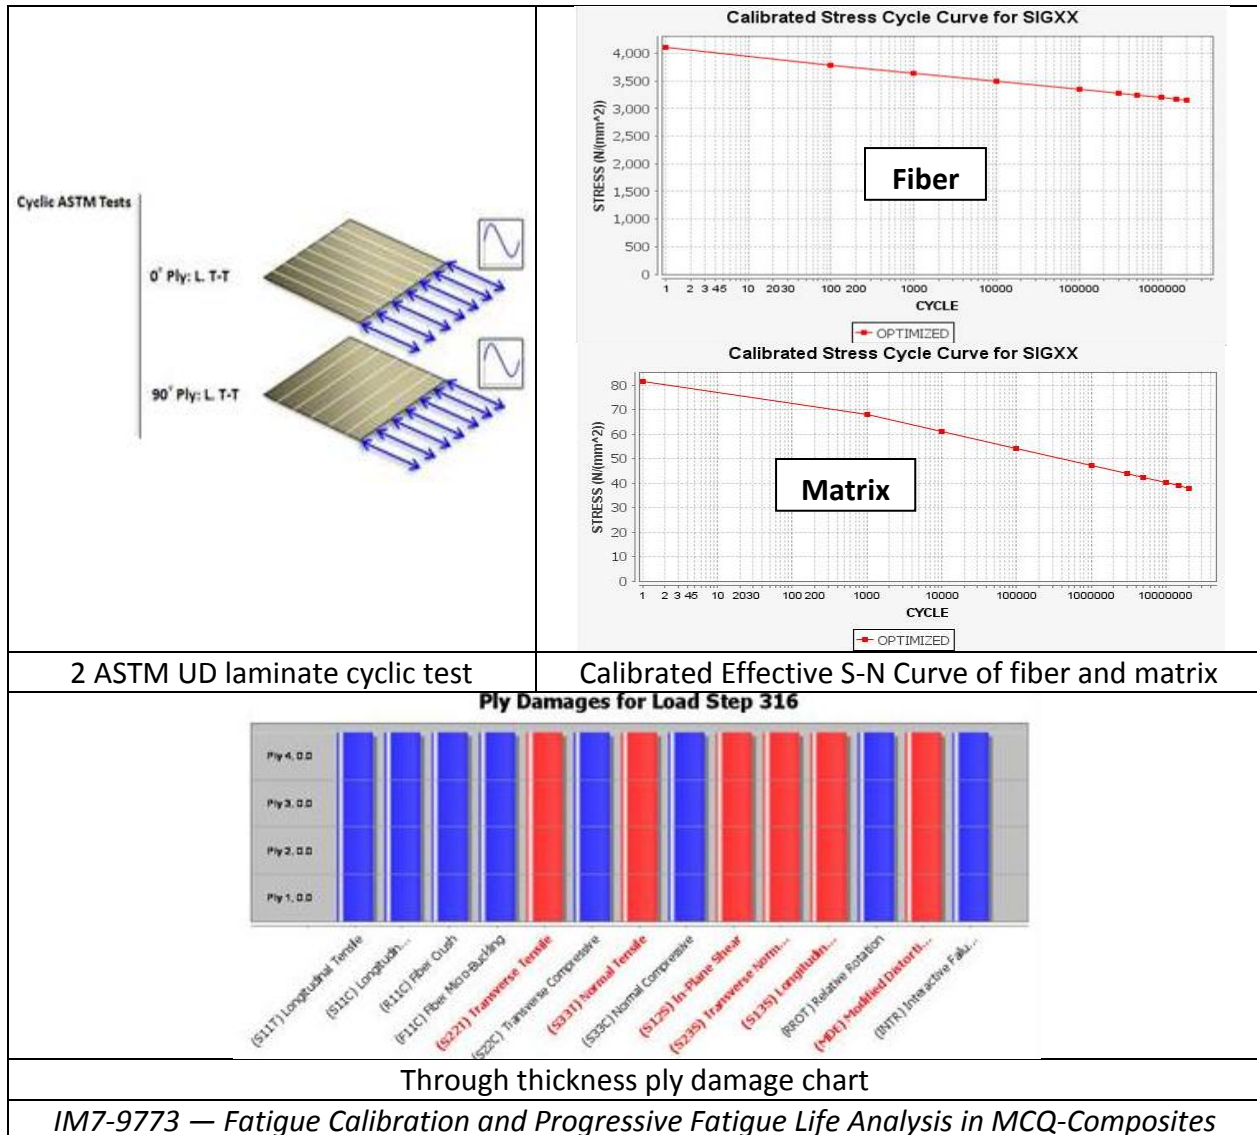 Cyclic ASTM Tests
0° Ply: L. T-T
90° Ply: L. T-T
Calibrated Stress Cycle Curve for SIGXX
STRESS (N/(mm^2))
4,000
3,500
3,000
2,500
2,000
1,500
1,000
500
0
Fiber
1 2 3 45 10 20 30 100 200 1000 10000 100000 1000000
CYCLE
OPTIMIZED
Calibrated Stress Cycle Curve for SIGXX
STRESS (N/(mm^2))
80
70
60
50
40
30
20
10
0
Matrix
1 2 3 45 10 20 30 100 200 1000 10000 100000 1000000 10000000
CYCLE
OPTIMIZED
2 ASTM UD laminate cyclic test
Calibrated Effective S-N Curve of fiber and matrix
Ply Damages for Load Step 316
Ply 4, 0.0
Ply 3, 0.0
Ply 2, 0.0
Ply 1, 0.0
(S11T) Longitudinal Tensile
(S11C) Longitudin...
(R11C) Fiber Crush
(F11C) Fiber Micro-Buckling
(S22T) Transverse Tensile
(S22C) Transverse Compressive
(S33T) Normal Tensile
(S33C) Normal Compressive
(S12S) In-Plane Shear
(S23S) Transverse Norm...
(S13S) Longitudin...
(RROT) Relative Rotation
(MDE) Modified Distorti...
(INTR) Interactive Failu...
Through thickness ply damage chart
IM7-9773 — Fatigue Calibration and Progressive Fatigue Life Analysis in MCQ-Composites